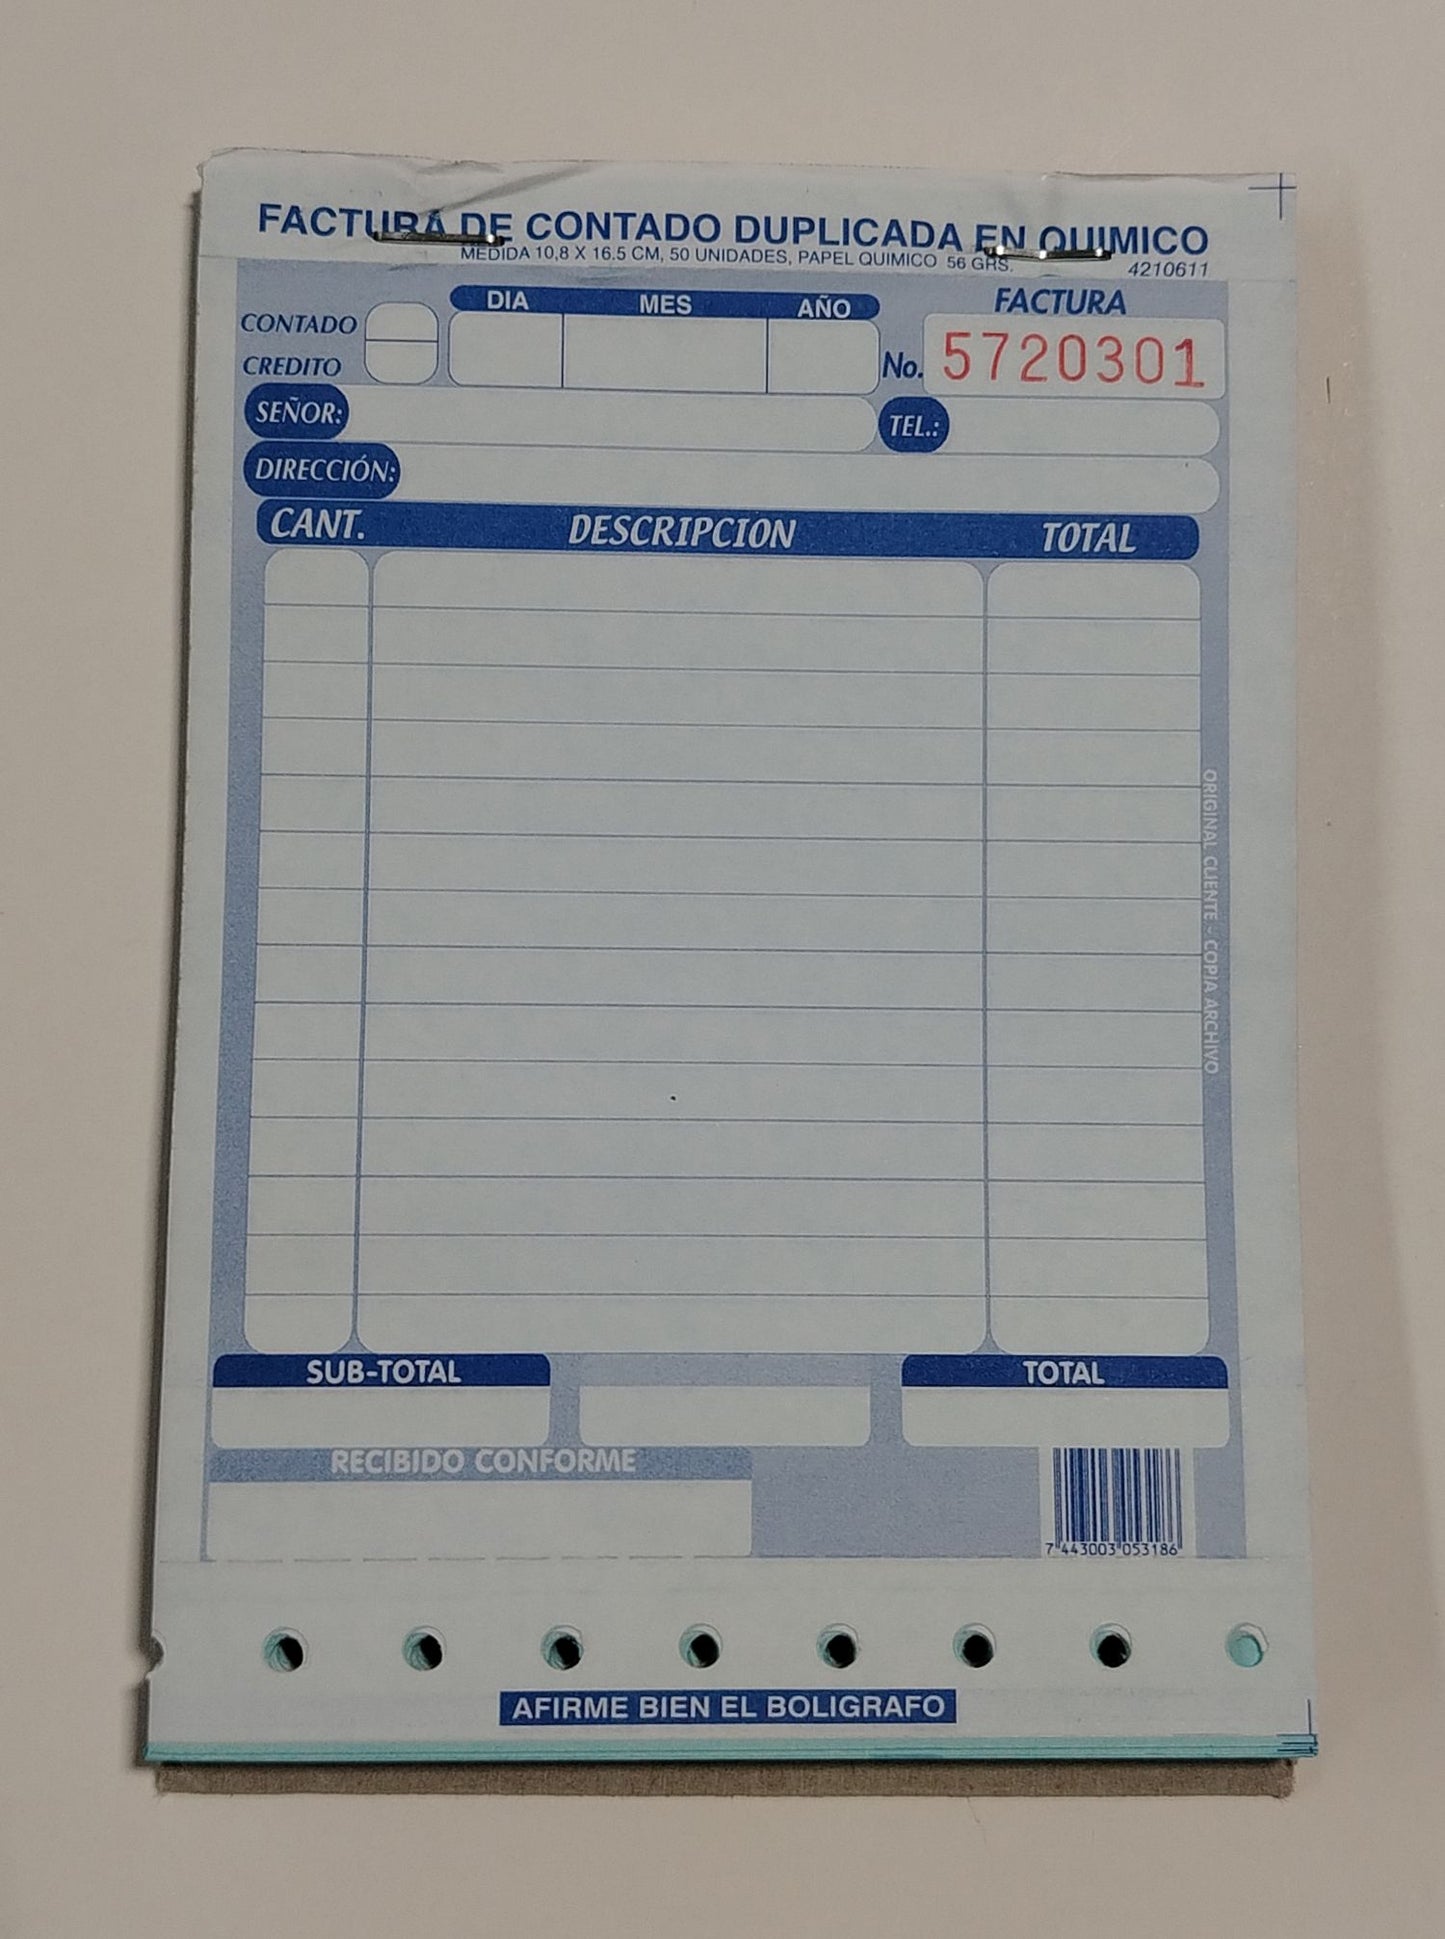 FACTURA DE CONTADO DUPLICADA EN QUIMICO
MEDIDA 10,8 X 16.5 CM, 50 UNIDADES, PAPEL QUIMICO 56 GRS.
4210611
CONTADO
CREDITO
DIA MES AÑO
FACTURA
No. 5720301
SEÑOR: TEL.:
DIRECCIÓN:
CANT. DESCRIPCION TOTAL
ORIGINAL CLIENTE - COPIA ARCHIVO
SUB-TOTAL TOTAL
RECIBIDO CONFORME
7 443003 053186
AFIRME BIEN EL BOLIGRAFO